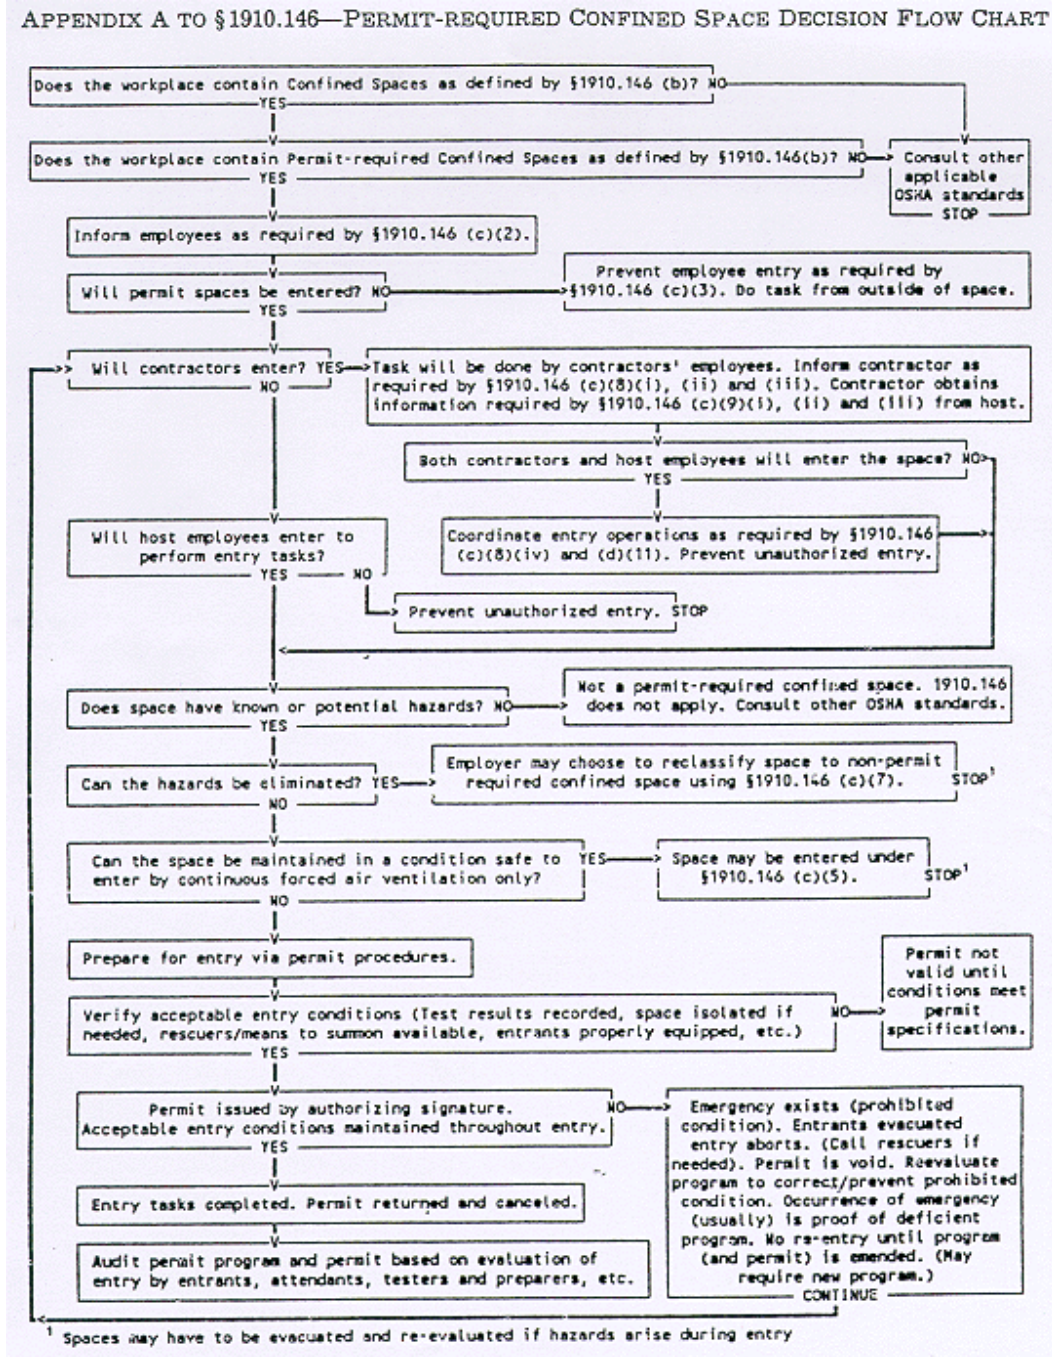 APPENDIX A TO §1910.146—PERMIT-REQUIRED CONFINED SPACE DECISION FLOW CHART
Does the workplace contain Confined Spaces as defined by §1910.146 (b)? NO
YES
Does the workplace contain Permit-required Confined Spaces as defined by §1910.146(b)? NO
YES
Consult other
applicable
OSHA standards
STOP
Inform employees as required by §1910.146 (c)(2).
Will permit spaces be entered? NO
YES
Prevent employee entry as required by
§1910.146 (c)(3). Do task from outside of space.
Will contractors enter? YES
NO
Task will be done by contractors' employees. Inform contractor as
required by §1910.146 (c)(8)(i), (ii) and (iii). Contractor obtains
information required by §1910.146 (c)(9)(i), (ii) and (iii) from host.
Both contractors and host employees will enter the space? NO
YES
Coordinate entry operations as required by §1910.146
(c)(8)(iv) and (d)(11). Prevent unauthorized entry.
Will host employees enter to
perform entry tasks?
YES NO
Prevent unauthorized entry. STOP
Does space have known or potential hazards? NO
YES
Not a permit-required confined space. 1910.146
does not apply. Consult other OSHA standards.
Can the hazards be eliminated? YES
NO
Employer may choose to reclassify space to non-permit
required confined space using §1910.146 (c)(7).
STOP¹
Can the space be maintained in a condition safe to
enter by continuous forced air ventilation only?
YES
NO
Space may be entered under
§1910.146 (c)(5).
STOP¹
Prepare for entry via permit procedures.
Verify acceptable entry conditions (Test results recorded, space isolated if
needed, rescuers/means to summon available, entrants properly equipped, etc.)
NO
YES
Permit not
valid until
conditions meet
permit
specifications.
Permit issued by authorizing signature.
Acceptable entry conditions maintained throughout entry.
NO
YES
Emergency exists (prohibited
condition). Entrants evacuated
entry aborts. (Call rescuers if
needed). Permit is void. Reevaluate
program to correct/prevent prohibited
condition. Occurrence of emergency
(usually) is proof of deficient
program. No re-entry until program
(and permit) is amended. (May
require new program.)
CONTINUE
Entry tasks completed. Permit returned and canceled.
Audit permit program and permit based on evaluation of
entry by entrants, attendants, testers and preparers, etc.
¹ Spaces may have to be evacuated and re-evaluated if hazards arise during entry